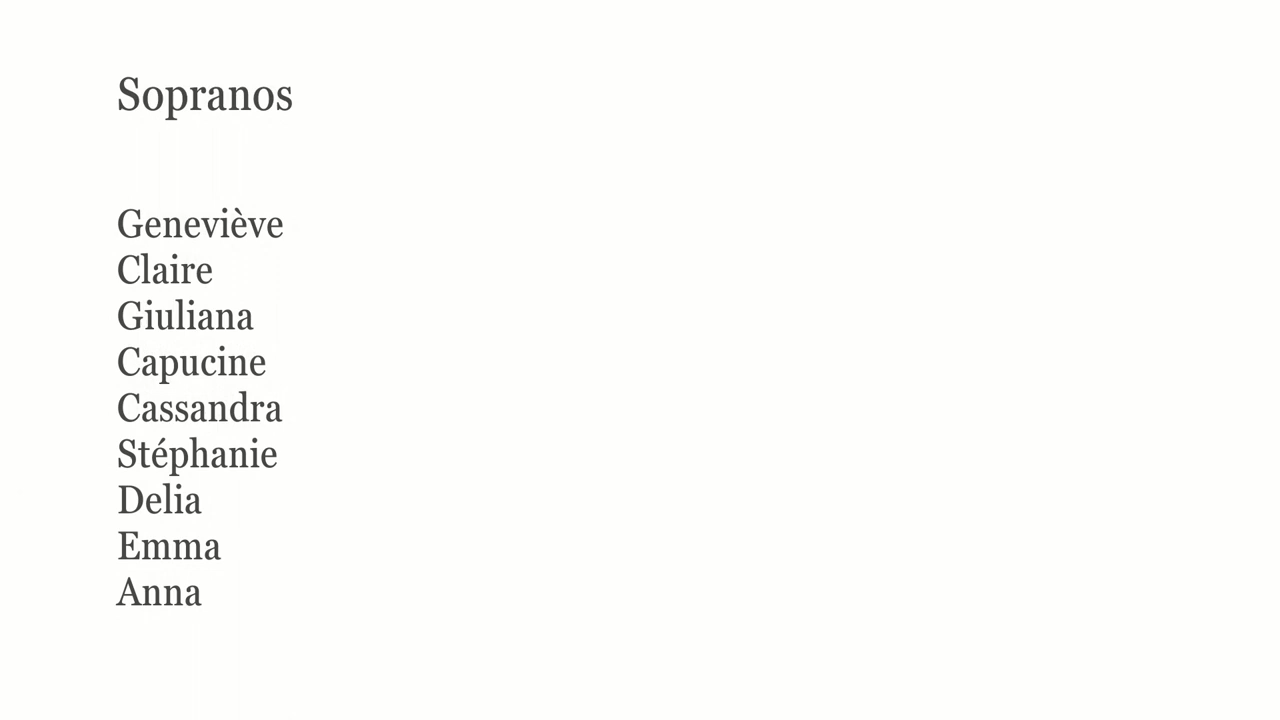 Sopranos
Geneviève
Claire
Giuliana
Capucine
Cassandra
Stéphanie
Delia
Emma
Anna